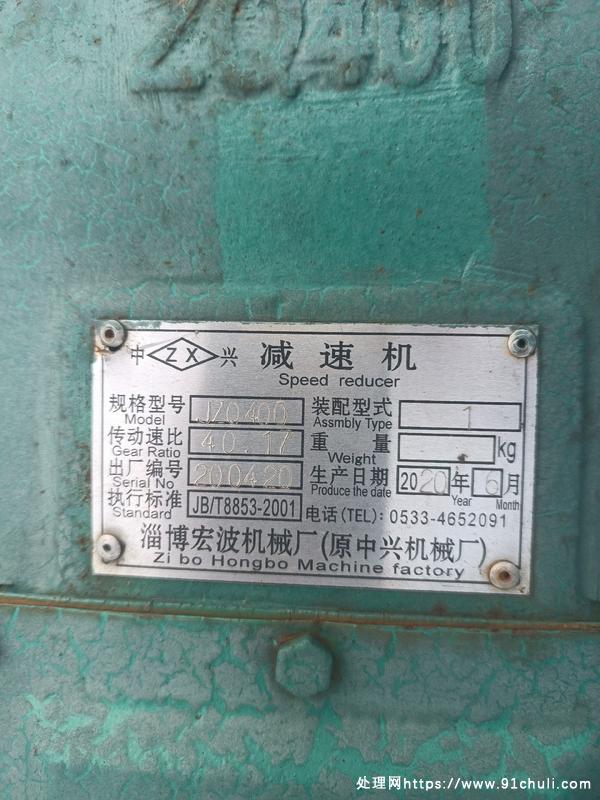 ZQ400
中 ZX 兴 减速机
Speed reducer
规格型号 JZQ400 装配型式 1
Model Assmbly Type
传动速比 40.17 重量 kg
Gear Ratio Weight
出厂编号 200420 生产日期 2020年6月
Serial No Produce the date Year Month
执行标准 JB/T8853-2001 电话(TEL): 0533-4652091
Standard
淄博宏波机械厂(原中兴机械厂)
Zi bo Hongbo Machine factory
处理网https://www.91chuli.com